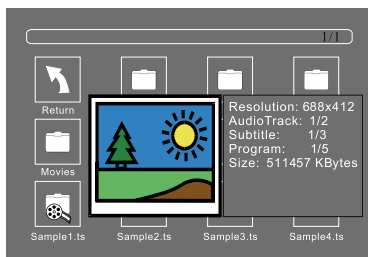 1/1
Return
Resolution: 688x412
AudioTrack: 1/2
Subtitle: 1/3
Program: 1/5
Size: 511457 KBytes
Movies
Sample1.ts
Sample2.ts
Sample3.ts
Sample4.ts